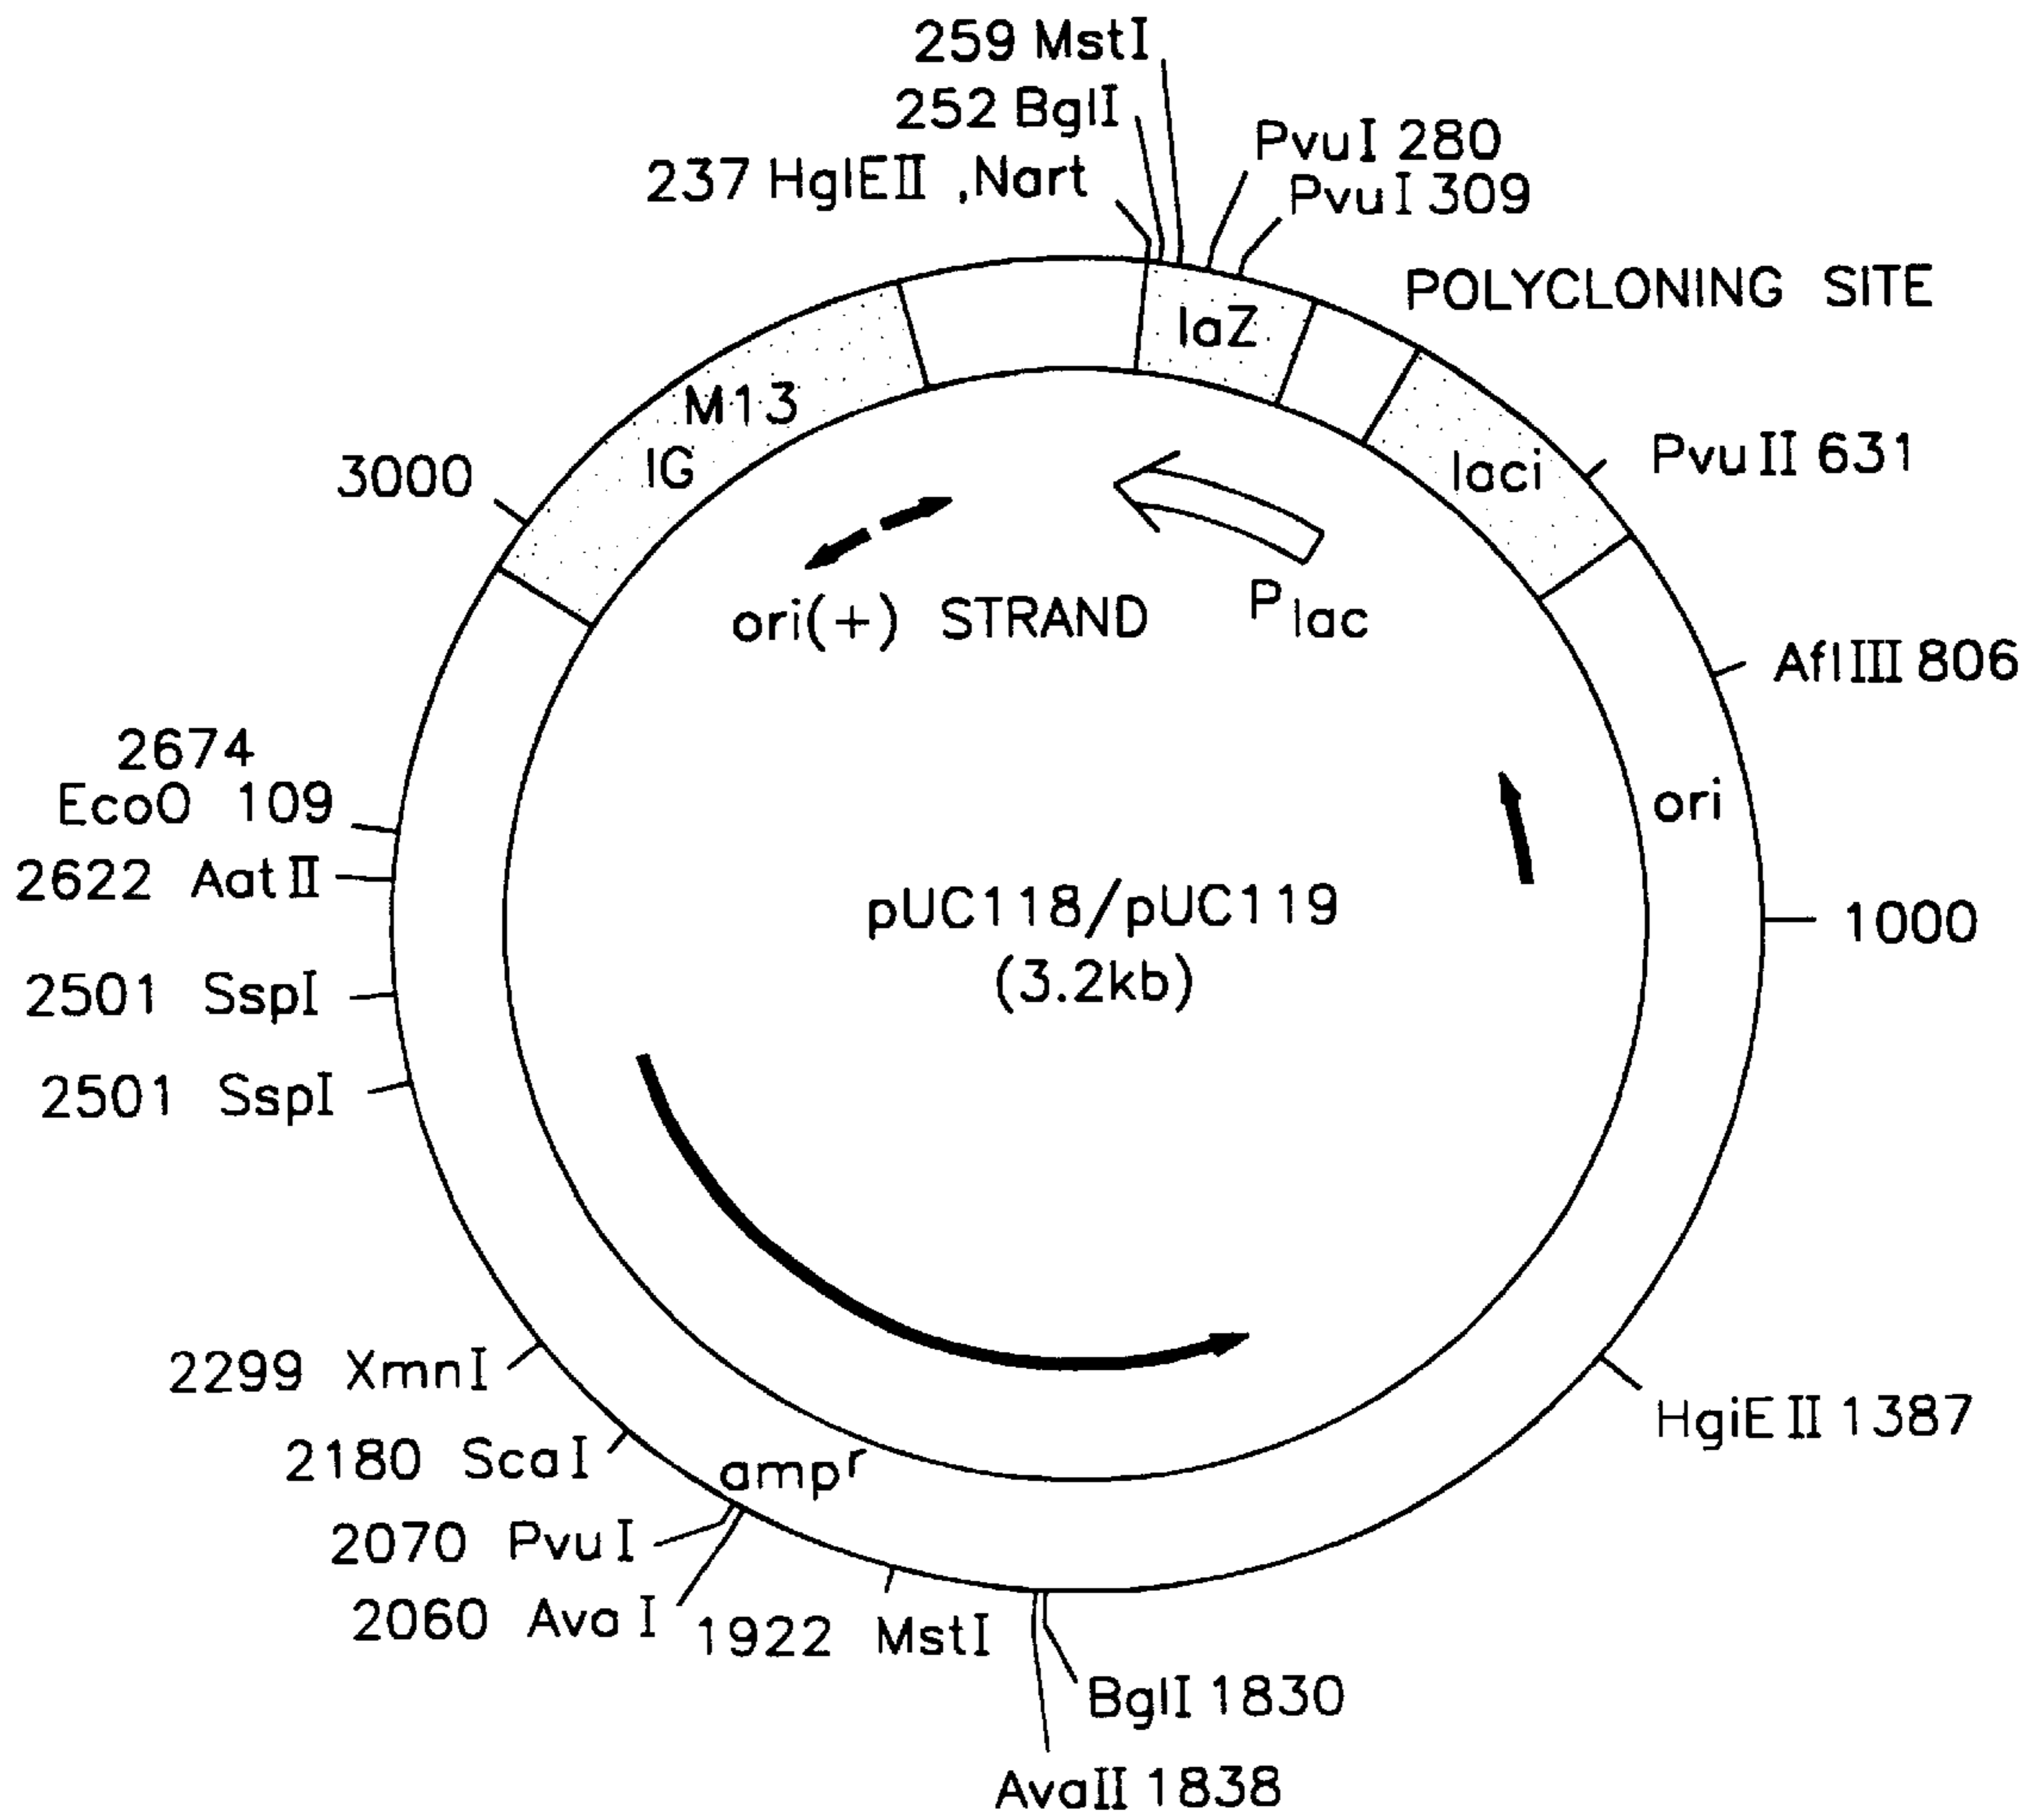 259 MstI
252 BglI
237 HglEII ,Nart
PvuI 280
PvuI 309
POLYCLONING SITE
laZ
M13
IG
3000
laci
PvuII 631
ori(+) STRAND
Plac
AflIII 806
2674
EcoO 109
2622 AatII
ori
pUC118/pUC119
(3.2kb)
1000
2501 SspI
2501 SspI
2299 XmnI
HgiEII 1387
2180 ScaI
ampr
2070 PvuI
2060 AvaI
1922 MstI
BglI 1830
AvaII 1838